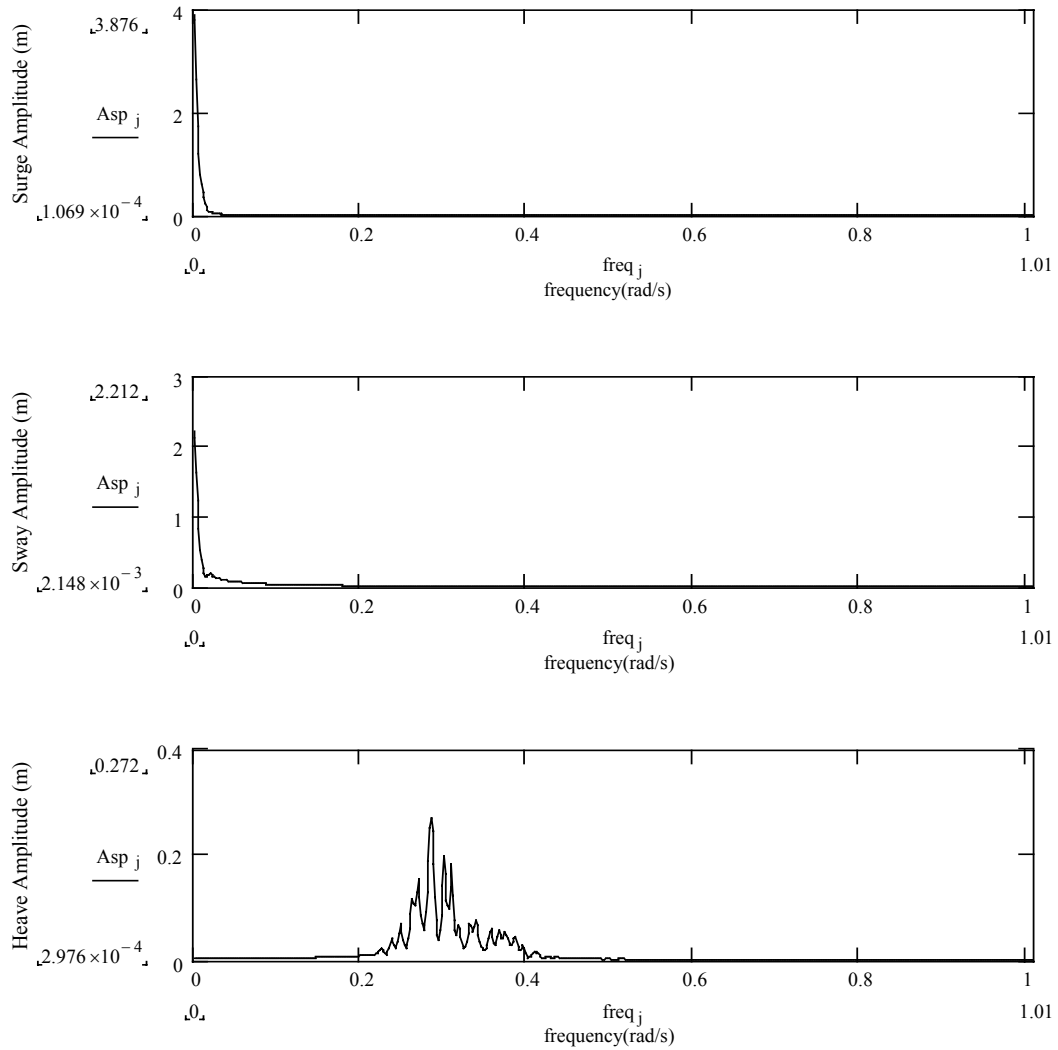 Surge Amplitude (m)
3.876
Asp j
1.069 ×10 − 4
4
2
0
0 0.2 0.4 0.6 0.8 1
0 freq j 1.01
frequency(rad/s)
Sway Amplitude (m)
2.212
Asp j
2.148 ×10 − 3
3
2
1
0
0 0.2 0.4 0.6 0.8 1
0 freq j 1.01
frequency(rad/s)
Heave Amplitude (m)
0.272
Asp j
2.976 ×10 − 4
0.4
0.2
0
0 0.2 0.4 0.6 0.8 1
0 freq j 1.01
frequency(rad/s)